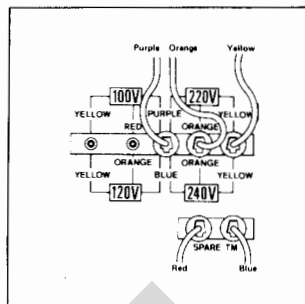 Purple Orange Yellow
100V 220V
YELLOW PURPLE YELLOW
RED ORANGE
ORANGE ORANGE
YELLOW BLUE YELLOW
120V 240V
SPARE TM
Red Blue